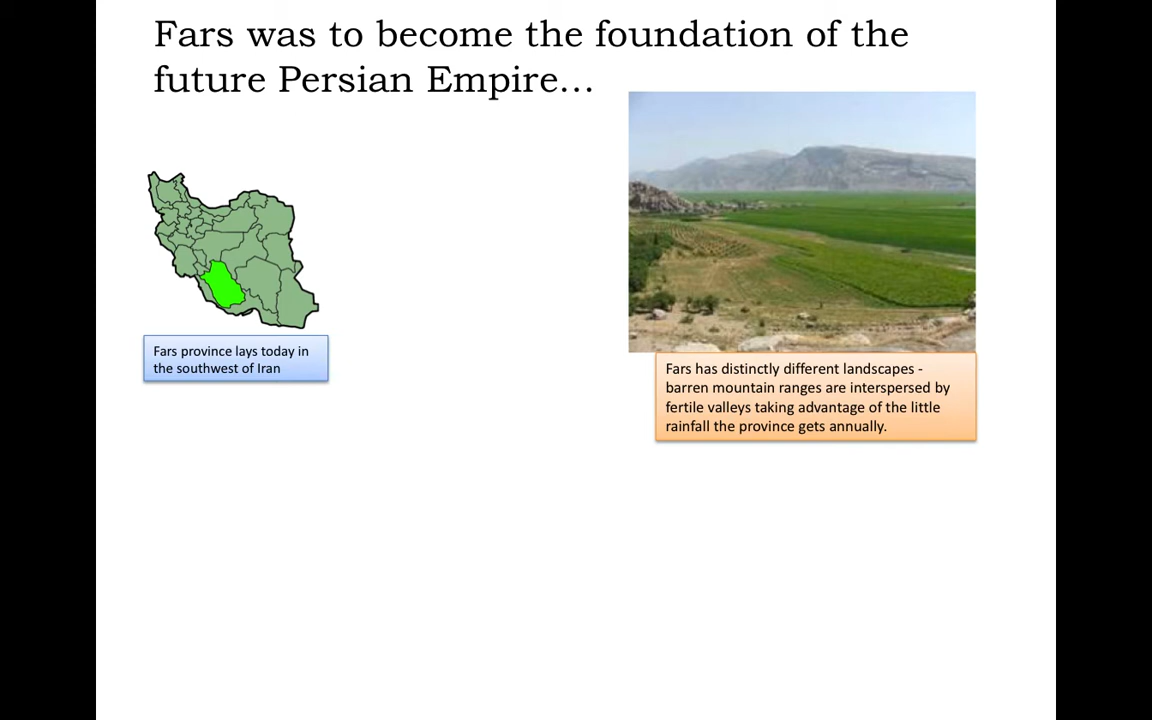 Fars was to become the foundation of the
future Persian Empire…
Fars province lays today in
the southwest of Iran
Fars has distinctly different landscapes -
barren mountain ranges are interspersed by
fertile valleys taking advantage of the little
rainfall the province gets annually.